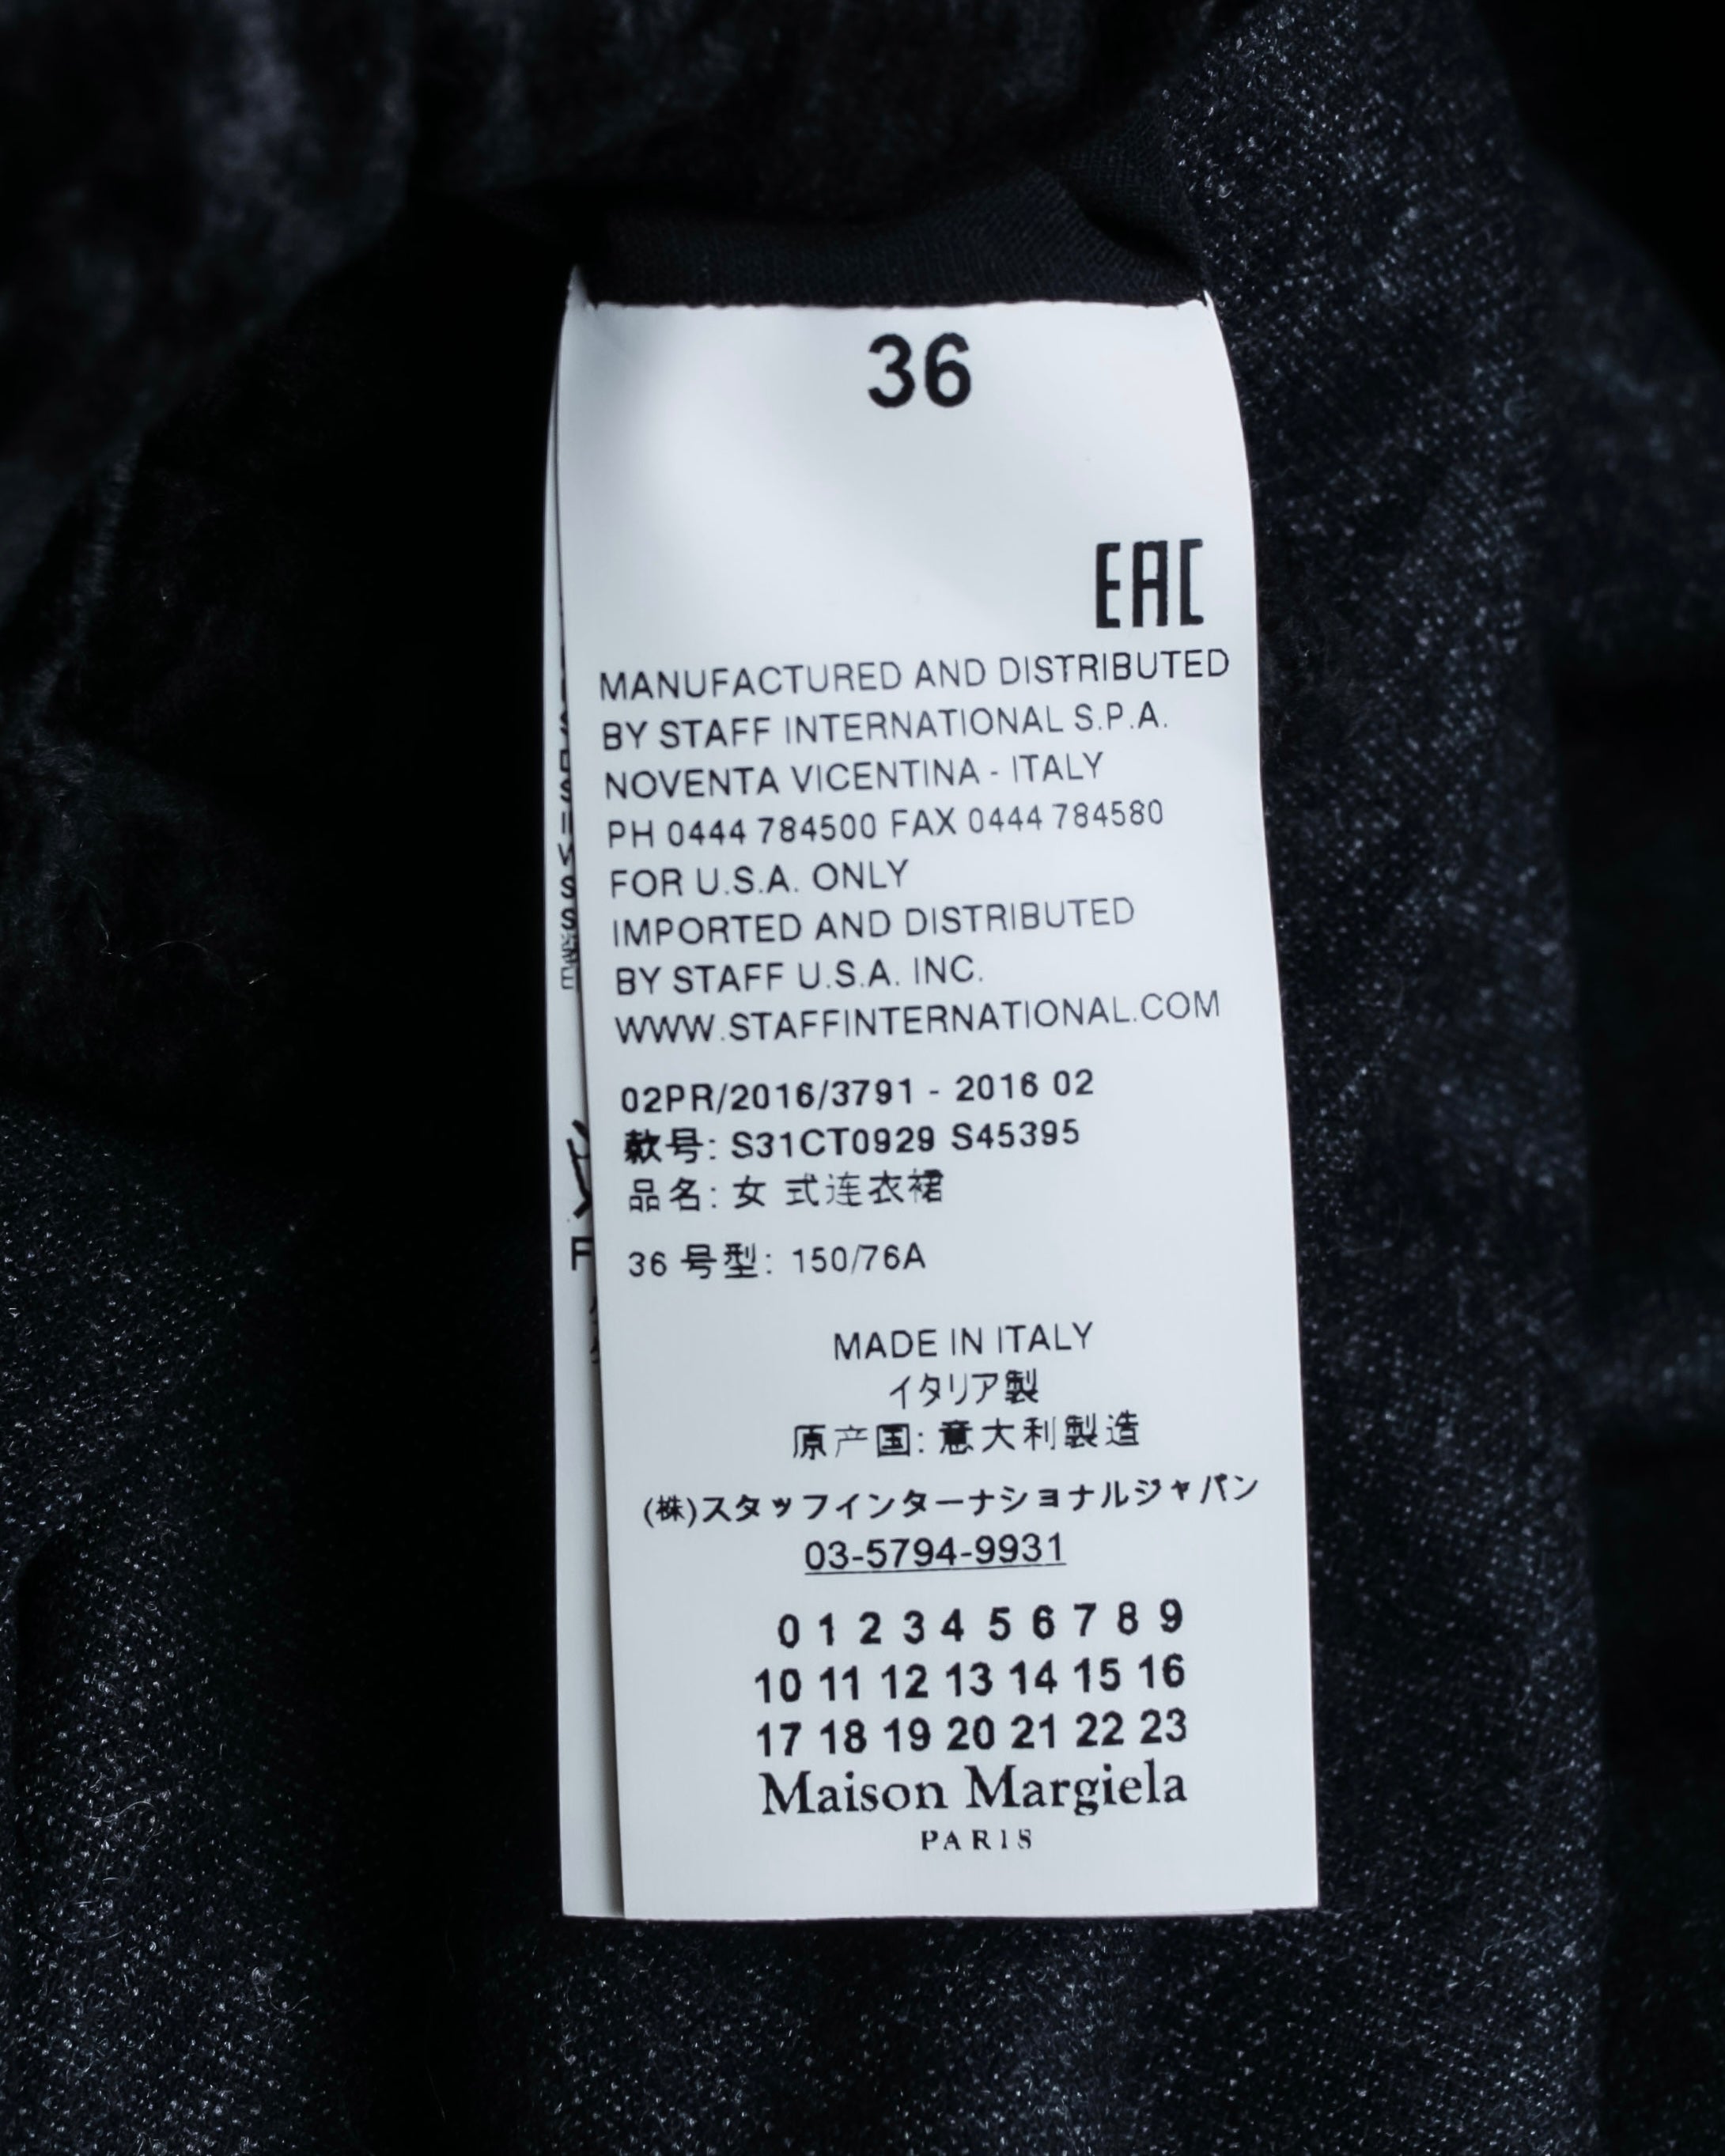 36
EAC
MANUFACTURED AND DISTRIBUTED
BY STAFF INTERNATIONAL S.P.A.
NOVENTA VICENTINA - ITALY
PH 0444 784500 FAX 0444 784580
FOR U.S.A. ONLY
IMPORTED AND DISTRIBUTED
BY STAFF U.S.A. INC.
WWW.STAFFINTERNATIONAL.COM
02PR/2016/3791 - 2016 02
款号: S31CT0929 S45395
品名: 女 式连衣裙
36 号型: 150/76A
MADE IN ITALY
イタリア製
原产国: 意大利製造
(株)スタッフインターナショナルジャパン
03-5794-9931
0 1 2 3 4 5 6 7 8 9
10 11 12 13 14 15 16
17 18 19 20 21 22 23
Maison Margiela
PARIS